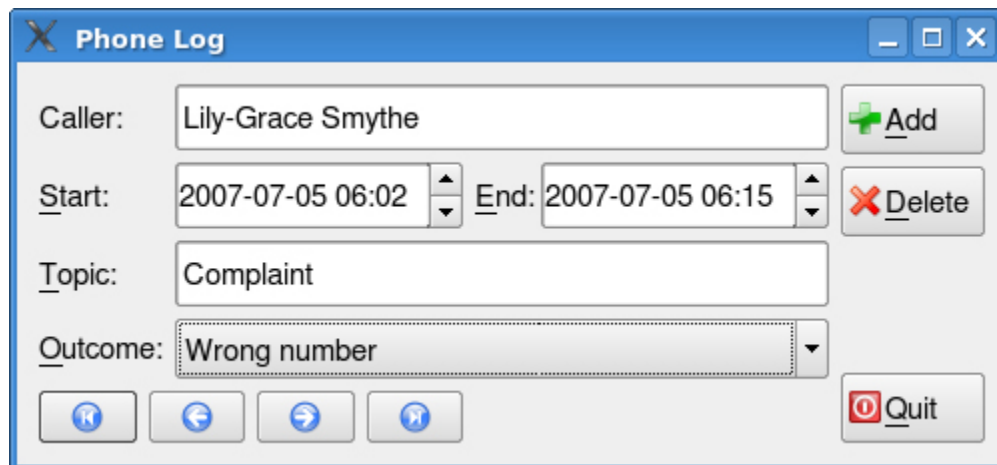 Phone Log
Caller: Lily-Grace Smythe Add
Start: 2007-07-05 06:02 End: 2007-07-05 06:15 Delete
Topic: Complaint
Outcome: Wrong number
Quit